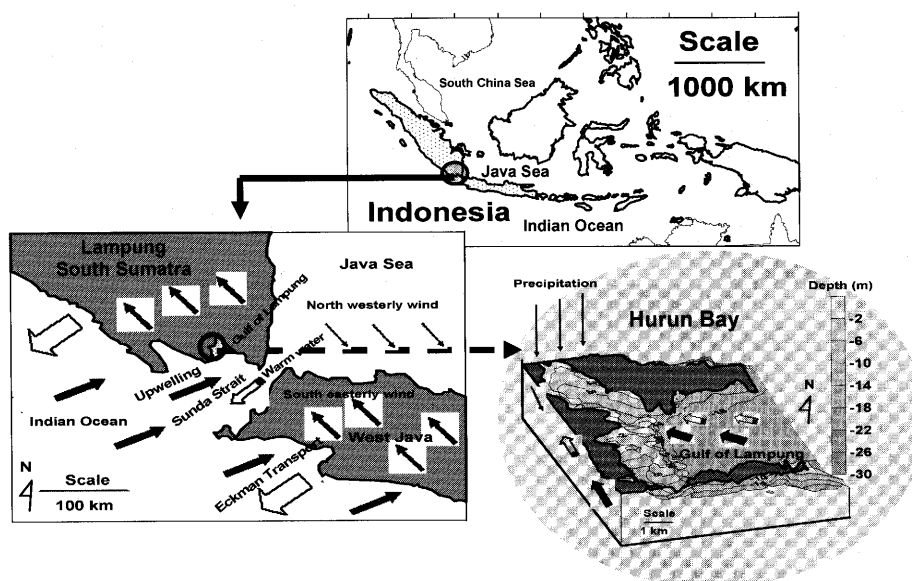 Scale
1000 km
South China Sea
Java Sea
Indonesia
Indian Ocean
Lampung
South Sumatra
Java Sea
Gulf of Lampung
North westerly wind
Warm water
Upwelling
Sunda Strait
Indian Ocean
South easterly wind
West Java
Eckman Transport
N
Scale
100 km
Precipitation
Depth (m)
Hurun Bay
-2
-6
-10
-14
-18
-22
-26
-30
N
Gulf of Lampung
Scale
1 km